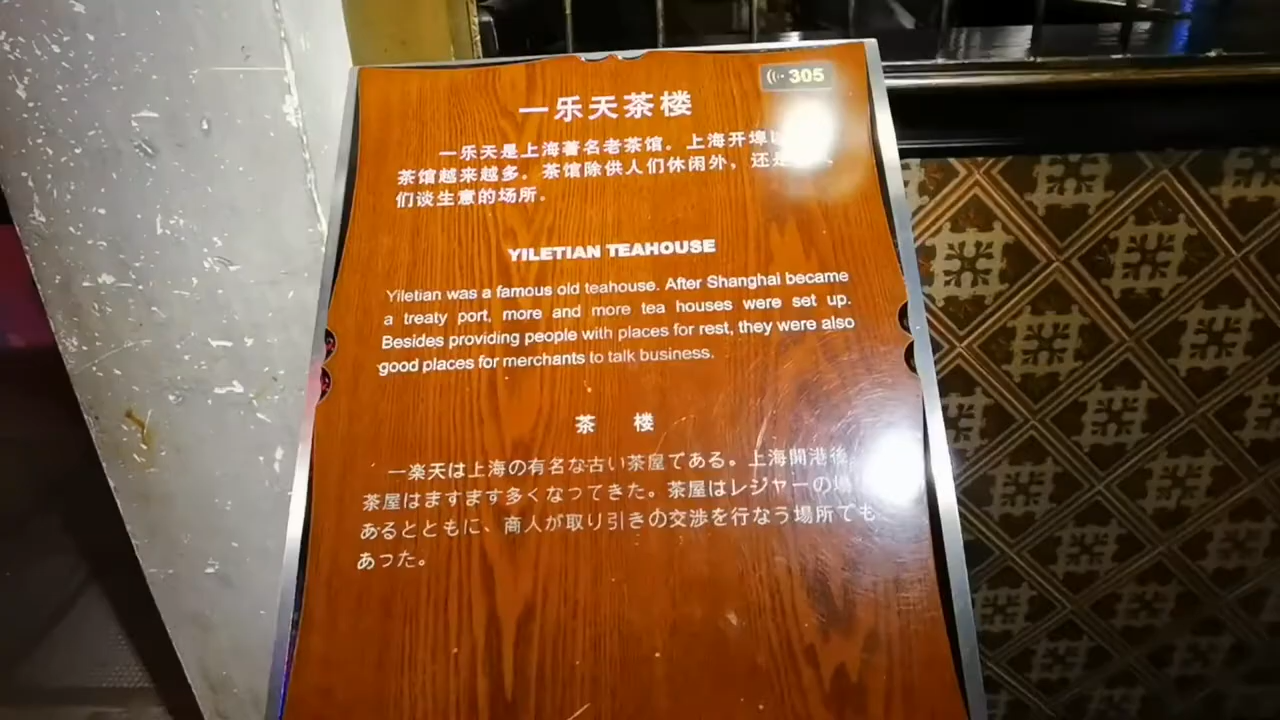 305
一乐天茶楼
一乐天是上海著名老茶馆。上海开埠
茶馆越来越多。茶馆除供人们休闲外，还是
们谈生意的场所。
YILETIAN TEAHOUSE
Yiletian was a famous old teahouse. After Shanghai became
a treaty port, more and more tea houses were set up.
Besides providing people with places for rest, they were also
good places for merchants to talk business.
茶 楼
一楽天は上海の有名な古い茶屋である。上海開港後
茶屋はますます多くなってきた。茶屋はレジャーの
あるとともに、商人が取り引きの交渉を行なう場所でも
あった。